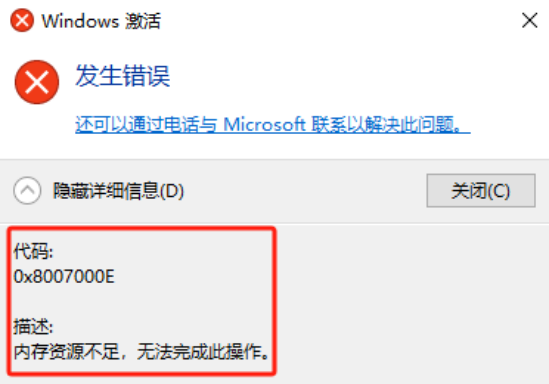 Windows 激活
发生错误
还可以通过电话与 Microsoft 联系以解决此问题。
隐藏详细信息(D)
关闭(C)
代码:
0x8007000E
描述:
内存资源不足，无法完成此操作。